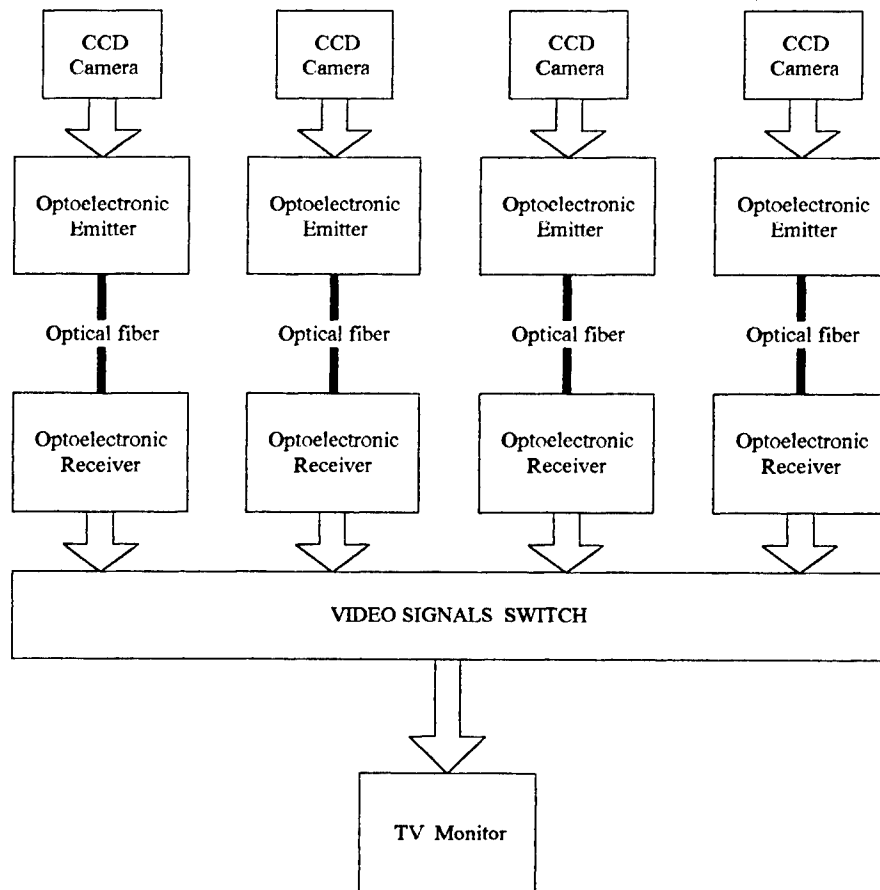 CCD CCD CCD CCD
Camera Camera Camera Camera
Optoelectronic Optoelectronic Optoelectronic Optoelectronic
Emitter Emitter Emitter Emitter
Optical fiber Optical fiber Optical fiber Optical fiber
Optoelectronic Optoelectronic Optoelectronic Optoelectronic
Receiver Receiver Receiver Receiver
VIDEO SIGNALS SWITCH
TV Monitor